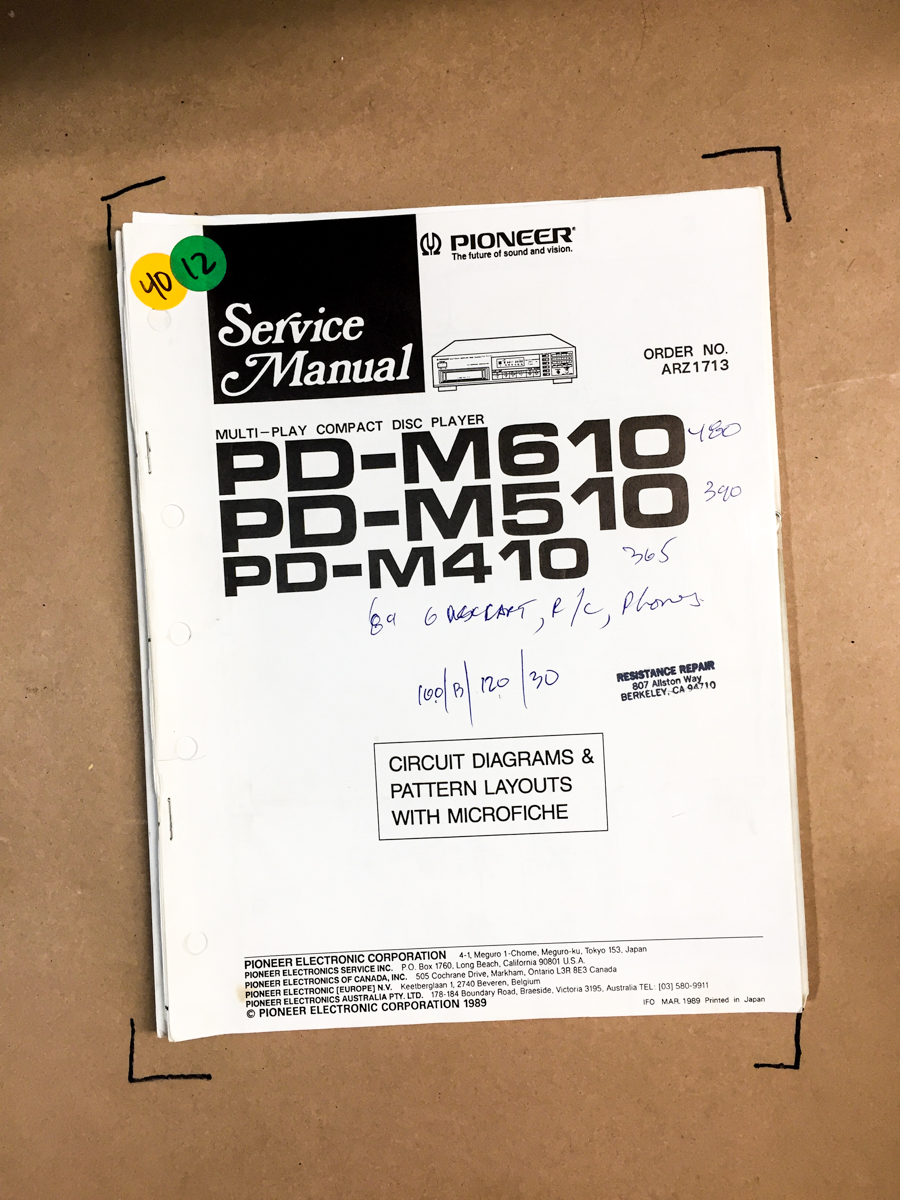 40
12
PIONEER®
The future of sound and vision.
Service
Manual
ORDER NO.
ARZ1713
MULTI-PLAY COMPACT DISC PLAYER
PD-M610 480
PD-M510 390
PD-M410 365
89 6 DISC CART, R/C, Phones
100/B/120/30
RESISTANCE REPAIR
807 Allston Way
BERKELEY, CA 94710
CIRCUIT DIAGRAMS &
PATTERN LAYOUTS
WITH MICROFICHE
PIONEER ELECTRONIC CORPORATION 4-1, Meguro 1-Chome, Meguro-ku, Tokyo 153, Japan
PIONEER ELECTRONICS SERVICE INC. P.O. Box 1760, Long Beach, California 90801 U.S.A.
PIONEER ELECTRONICS OF CANADA, INC. 505 Cochrane Drive, Markham, Ontario L3R 8E3 Canada
PIONEER ELECTRONIC [EUROPE] N.V. Keetberglaan 1, 2740 Beveren, Belgium
PIONEER ELECTRONICS AUSTRALIA PTY. LTD. 178-184 Boundary Road, Braeside, Victoria 3195, Australia TEL: [03] 580-9911
© PIONEER ELECTRONIC CORPORATION 1989
IFO MAR. 1989 Printed in Japan